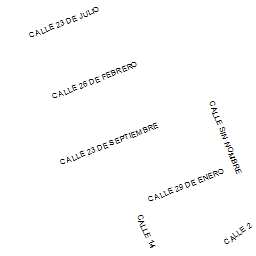 CALLE 23 DE JULIO
CALLE 26 DE FEBRERO
CALLE SIN NOMBRE
CALLE 23 DE SEPTIEMBRE
CALLE 29 DE ENERO
CALLE 14
CALLE 2